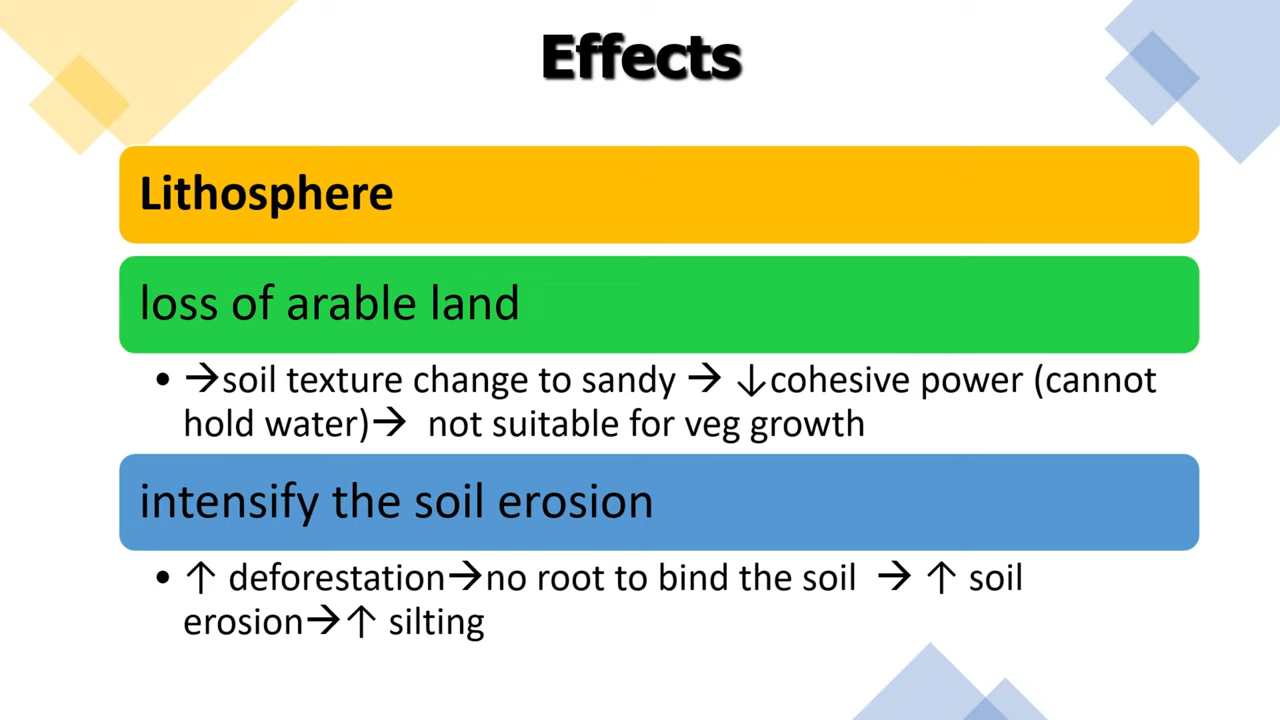 Effects
Lithosphere
loss of arable land
• →soil texture change to sandy → ↓cohesive power (cannot
hold water)→ not suitable for veg growth
intensify the soil erosion
• ↑ deforestation→no root to bind the soil → ↑ soil
erosion→↑ silting